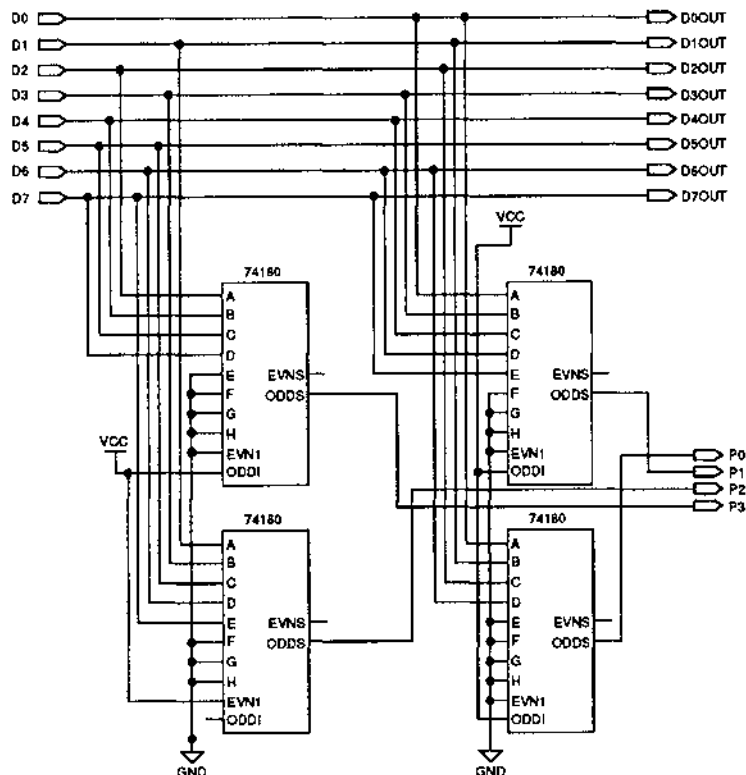 D0 D0OUT
D1 D1OUT
D2 D2OUT
D3 D3OUT
D4 D4OUT
D5 D5OUT
D6 D6OUT
D7 D7OUT
VCC
74180 74180
A A
B B
C C
D D
E EVNS E EVNS
F ODDS F ODDS
G G
H H
VCC EVN1 EVN1
ODDI ODDI
P0
P1
P2
P3
74180 74180
A A
B B
C C
D D
E EVNS E EVNS
F ODDS F ODDS
G G
H H
EVN1 EVN1
ODDI ODDI
GND GND